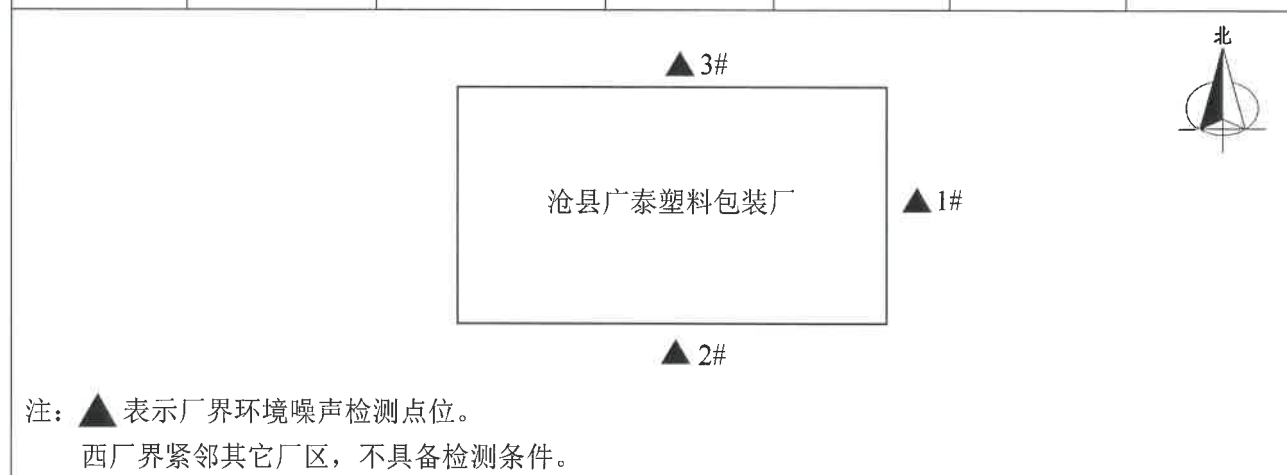 北
▲ 3#
沧县广泰塑料包装厂
▲ 1#
▲ 2#
注：▲表示厂界环境噪声检测点位。
西厂界紧邻其它厂区，不具备检测条件。